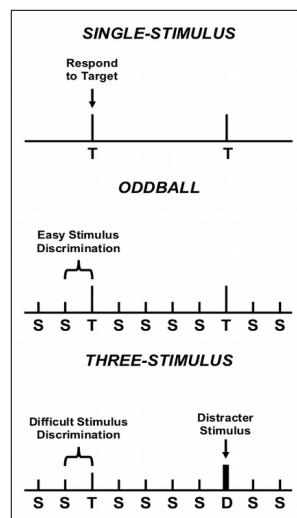 SINGLE-STIMULUS
Respond
to Target
T T
ODDBALL
Easy Stimulus
Discrimination
S S T S S S S T S S
THREE-STIMULUS
Difficult Stimulus
Discrimination
Distracter
Stimulus
S S T S S S S D S S